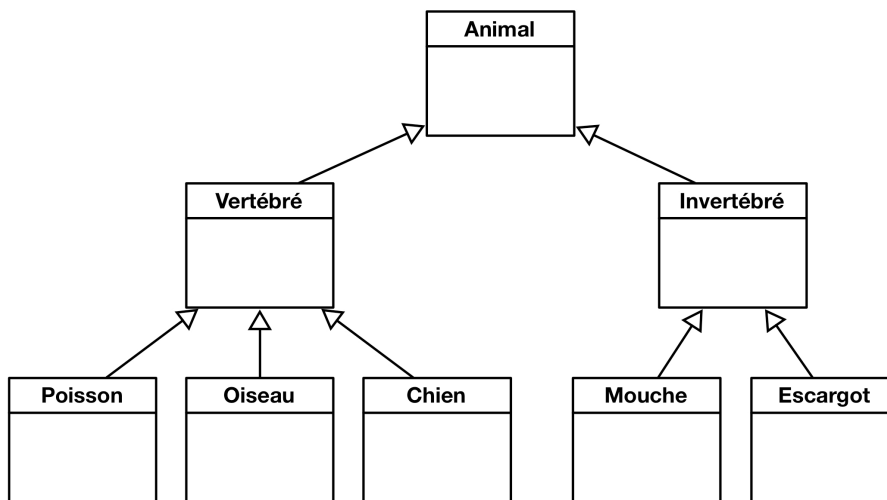 Animal
Vertébré
Invertébré
Poisson
Oiseau
Chien
Mouche
Escargot